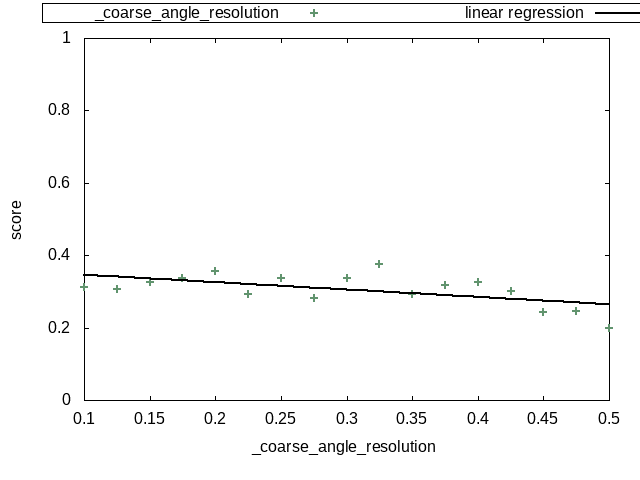 _coarse_angle_resolution linear regression
1
0.8
0.6
score
0.4
0.2
0
0.1 0.15 0.2 0.25 0.3 0.35 0.4 0.45 0.5
_coarse_angle_resolution